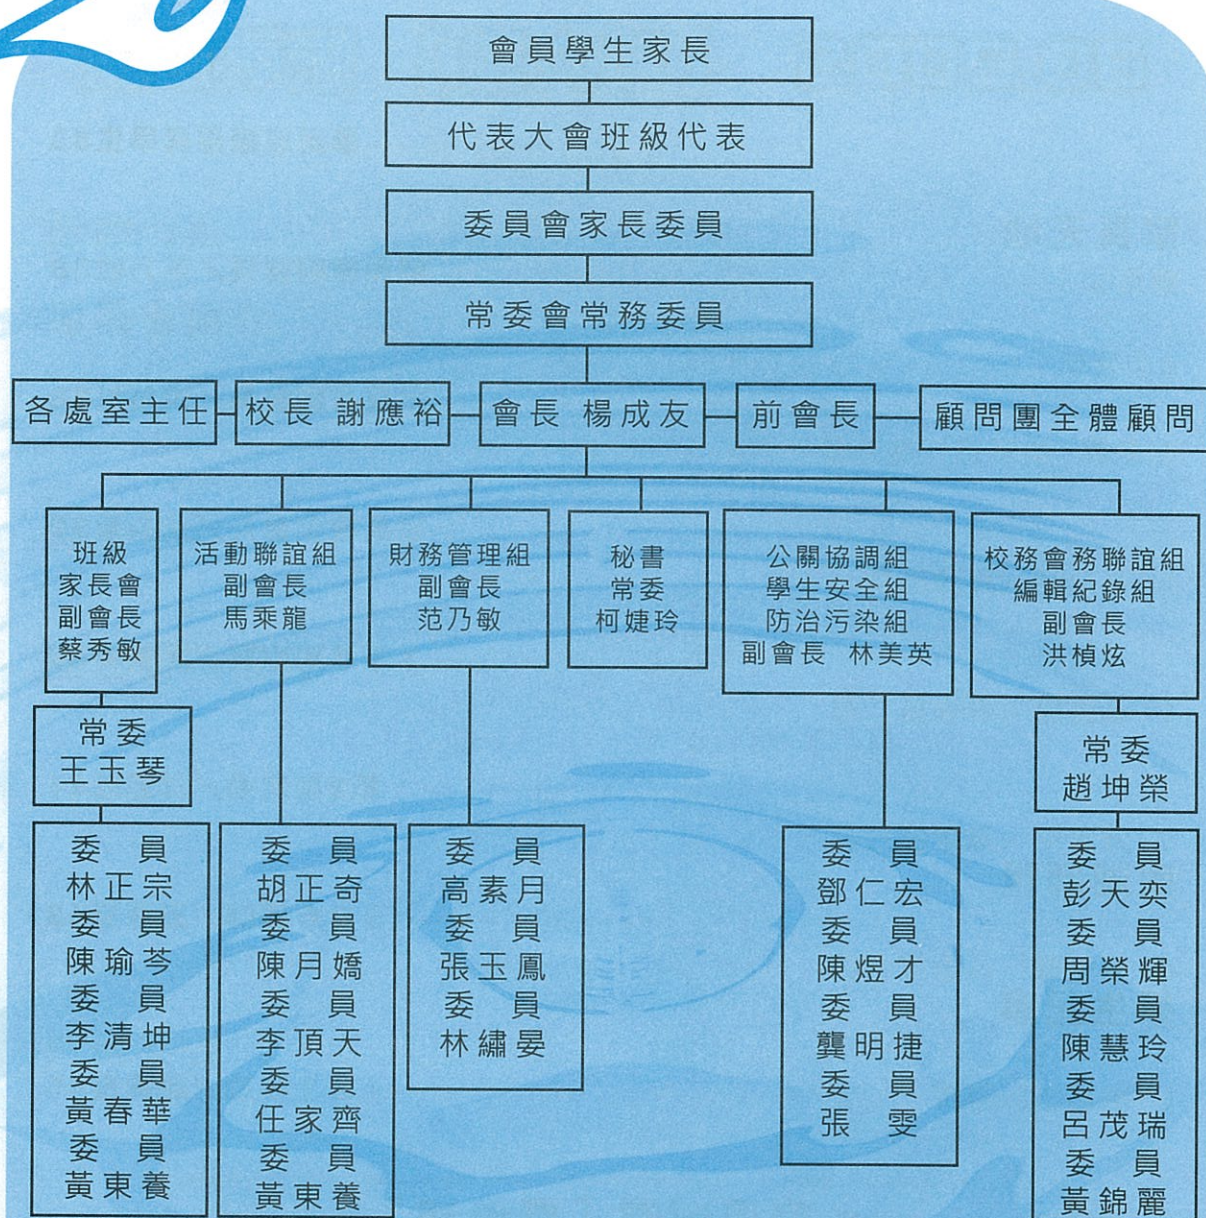 會員學生家長
代表大會班級代表
委員會家長委員
常委會常務委員
各處室主任
校長 謝應裕
會長 楊成友
前會長
顧問團全體顧問
班級
家長會
副會長
蔡秀敏
活動聯誼組
副會長
馬乘龍
財務管理組
副會長
范乃敏
秘書
常委
柯婕玲
公關協調組
學生安全組
防治污染組
副會長 林美英
校務會務聯誼組
編輯紀錄組
副會長
洪楨炫
常委
王玉琴
常委
趙坤榮
委 員
林正宗
委 員
陳瑜芩
委 員
李清坤
委 員
黃春華
委 員
黃東養
委 員
胡正奇
委 員
陳月嬌
委 員
李頂天
委 員
任家齊
委 員
黃東養
委 員
高素月
委 員
張玉鳳
委 員
林繡晏
委 員
鄧仁宏
委 員
陳煜才
委 員
龔明捷
委 員
張 雯
委 員
彭天奕
委 員
周榮輝
委 員
陳慧玲
委 員
呂茂瑞
委 員
黃錦麗